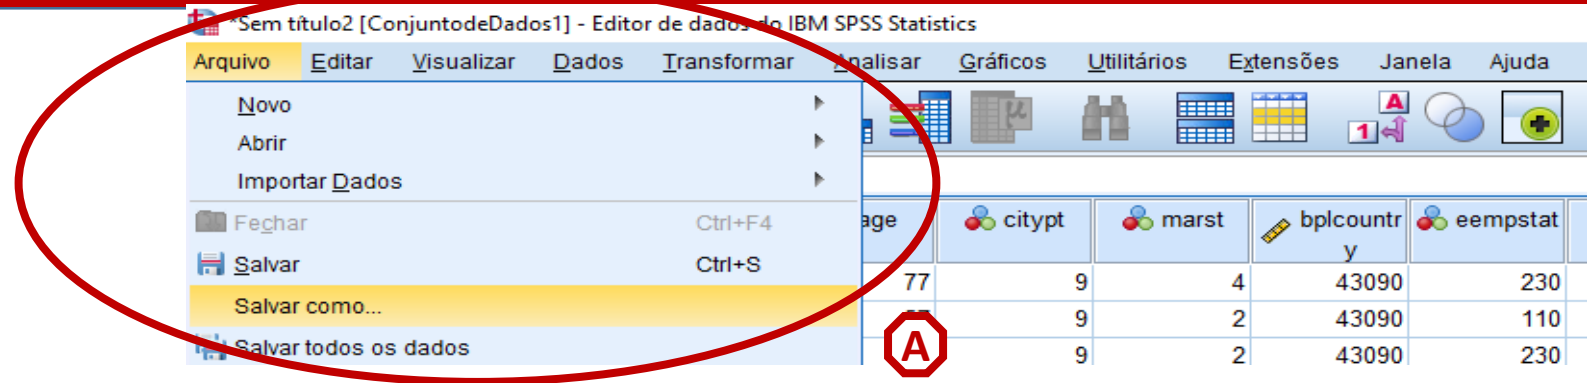 *Sem título2 [ConjuntodeDados1] - Editor de dados do IBM SPSS Statistics
Arquivo Editar Visualizar Dados Transformar Analisar Gráficos Utilitários Extensões Janela Ajuda
Novo
Abrir
Importar Dados
Fechar Ctrl+F4
Salvar Ctrl+S
Salvar como...
Salvar todos os dados
µ
A
1
age citypt marst bplcountr eempstat
y
77 9 4 43090 230
9 2 43090 110
A
9 2 43090 230